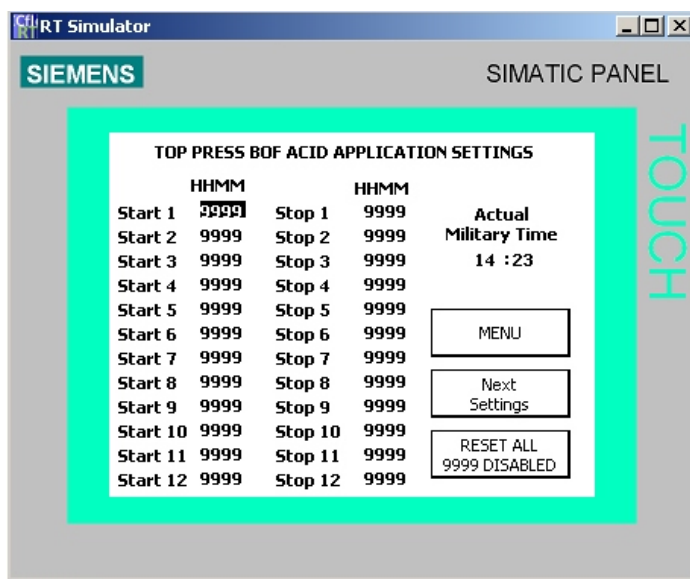 RT Simulator
SIEMENS SIMATIC PANEL
TOUCH
TOP PRESS BOF ACID APPLICATION SETTINGS
HHMM HHMM
Start 1 9999 Stop 1 9999
Start 2 9999 Stop 2 9999
Start 3 9999 Stop 3 9999
Start 4 9999 Stop 4 9999
Start 5 9999 Stop 5 9999
Start 6 9999 Stop 6 9999
Start 7 9999 Stop 7 9999
Start 8 9999 Stop 8 9999
Start 9 9999 Stop 9 9999
Start 10 9999 Stop 10 9999
Start 11 9999 Stop 11 9999
Start 12 9999 Stop 12 9999
Actual
Military Time
14 :23
MENU
Next
Settings
RESET ALL
9999 DISABLED